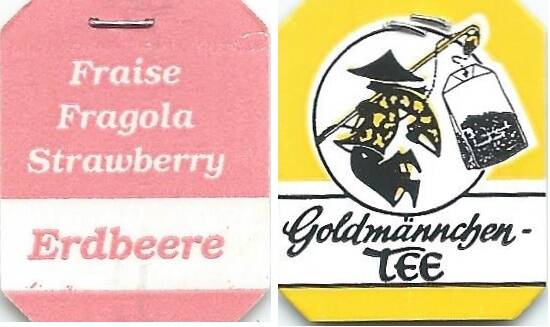 Fraise
Fragola
Strawberry
Erdbeere
Goldmännchen-
TEE